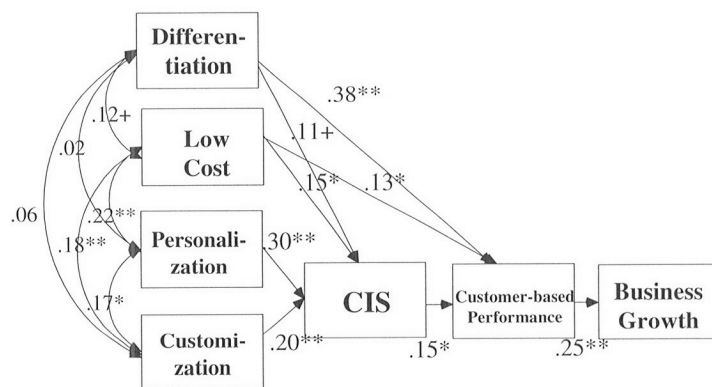 Differen-
tiation
.38**
.12+
.11+
Low
Cost
.02
.15*
.13*
.06
.22**
.18**
Personali-
zation
.30**
CIS
Customer-based
Performance
Business
Growth
.17*
Customi-
zation
.20**
.15*
.25**